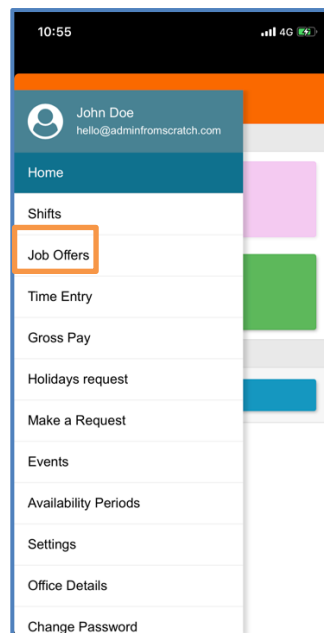 10:55
4G
John Doe
hello@adminfromscratch.com
Home
Shifts
Job Offers
Time Entry
Gross Pay
Holidays request
Make a Request
Events
Availability Periods
Settings
Office Details
Change Password